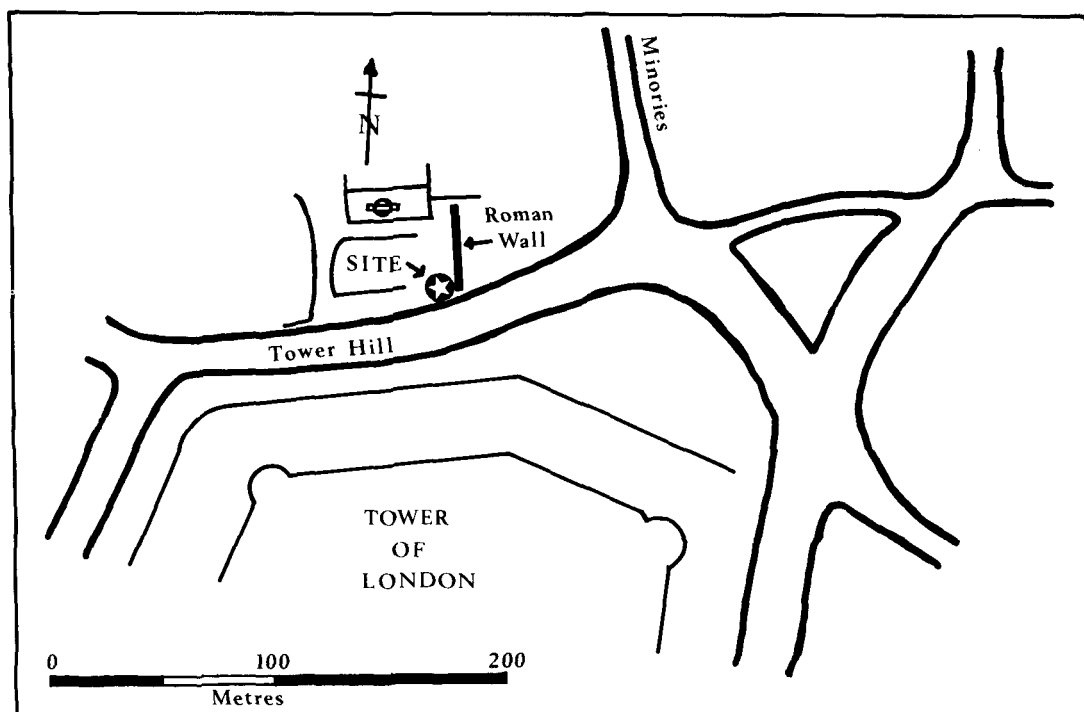 Minories
N
Roman
Wall
SITE
Tower Hill
TOWER
OF
LONDON
0 100 200
Metres